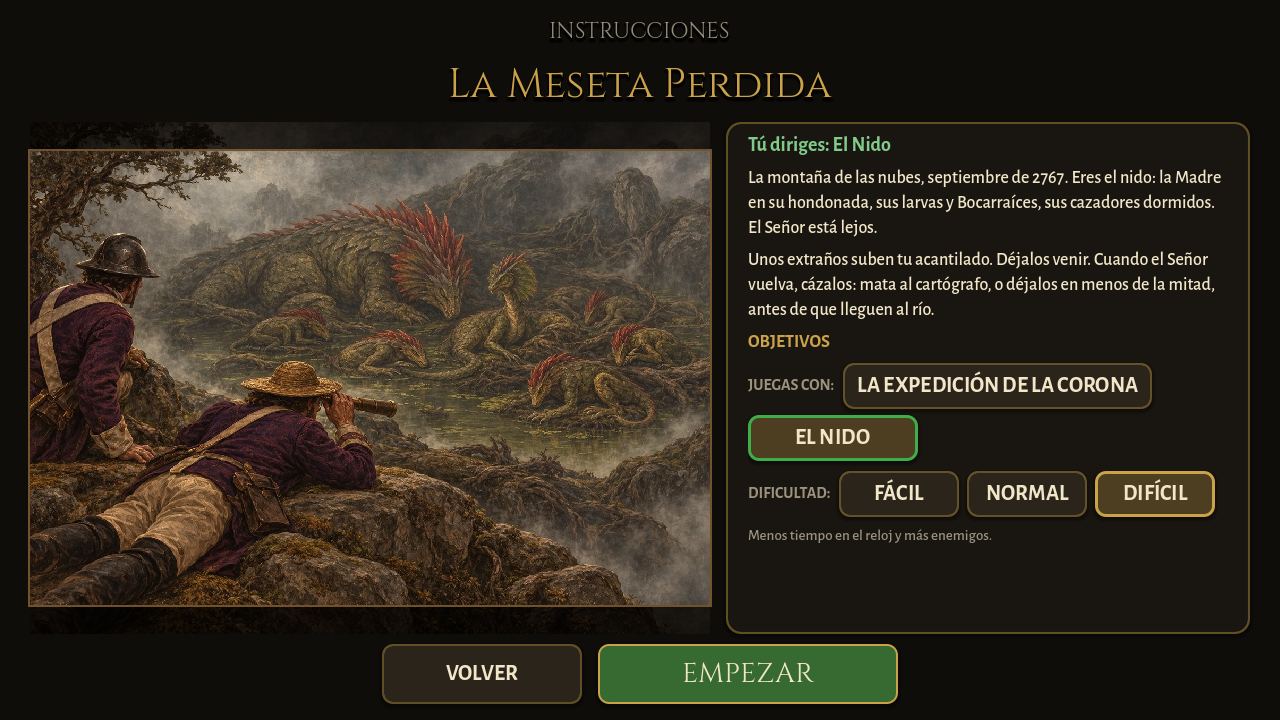 INSTRUCCIONES
La Meseta Perdida
Tú diriges: El Nido
La montaña de las nubes, septiembre de 2767. Eres el nido: la Madre
en su hondonada, sus larvas y Bocarraíces, sus cazadores dormidos.
El Señor está lejos.
Unos extraños suben tu acantilado. Déjalos venir. Cuando el Señor
vuelva, cázalos: mata al cartógrafo, o déjalos en menos de la mitad,
antes de que lleguen al río.
OBJETIVOS
JUEGAS CON: LA EXPEDICIÓN DE LA CORONA
EL NIDO
DIFICULTAD: FÁCIL NORMAL DIFÍCIL
Menos tiempo en el reloj y más enemigos.
VOLVER EMPEZAR